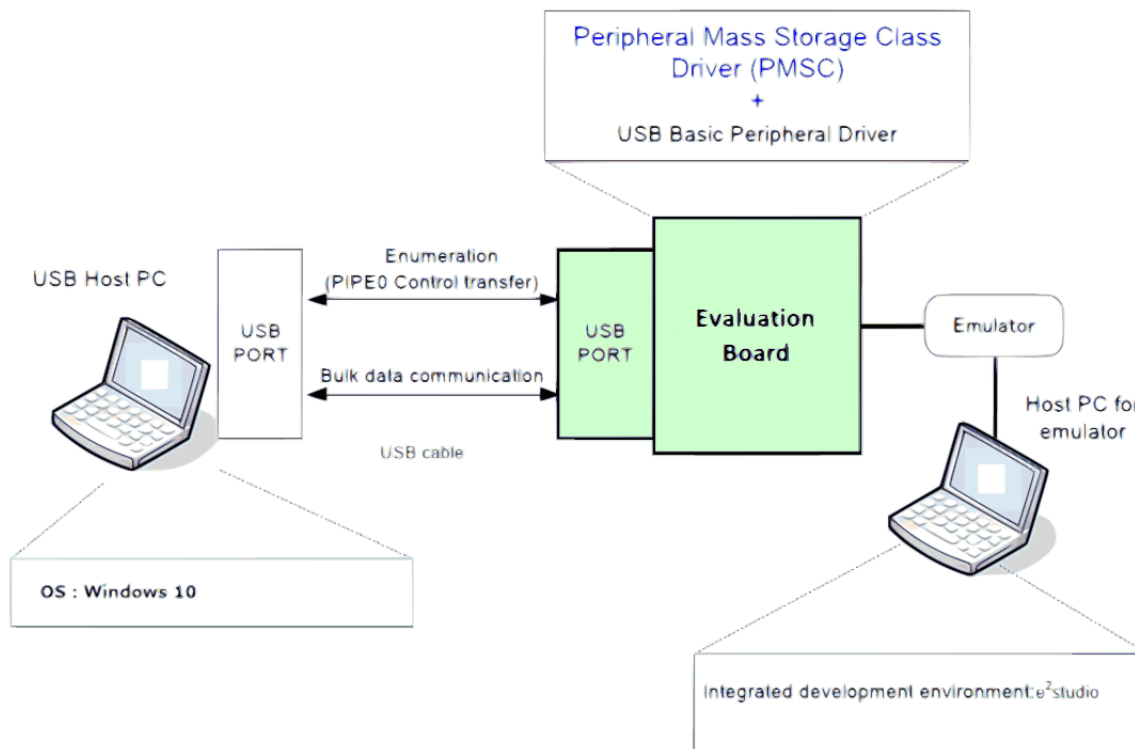 Peripheral Mass Storage Class
Driver (PMSC)
+
USB Basic Peripheral Driver
USB Host PC
USB
PORT
Enumeration
(PIPE0 Control transfer)
Bulk data communication
USB cable
USB
PORT
Evaluation
Board
Emulator
Host PC for
emulator
OS : Windows 10
Integrated development environment:e²studio